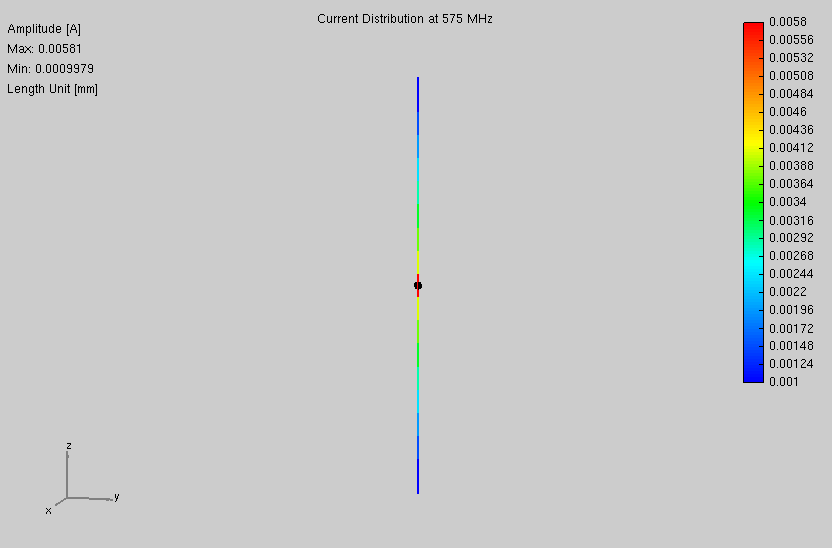 Current Distribution at 575 MHz
Amplitude [A]
Max: 0.00581
Min: 0.0009979
Length Unit [mm]
0.0058
0.00556
0.00532
0.00508
0.00484
0.0046
0.00436
0.00412
0.00388
0.00364
0.0034
0.00316
0.00292
0.00268
0.00244
0.0022
0.00196
0.00172
0.00148
0.00124
0.001
z
y
x